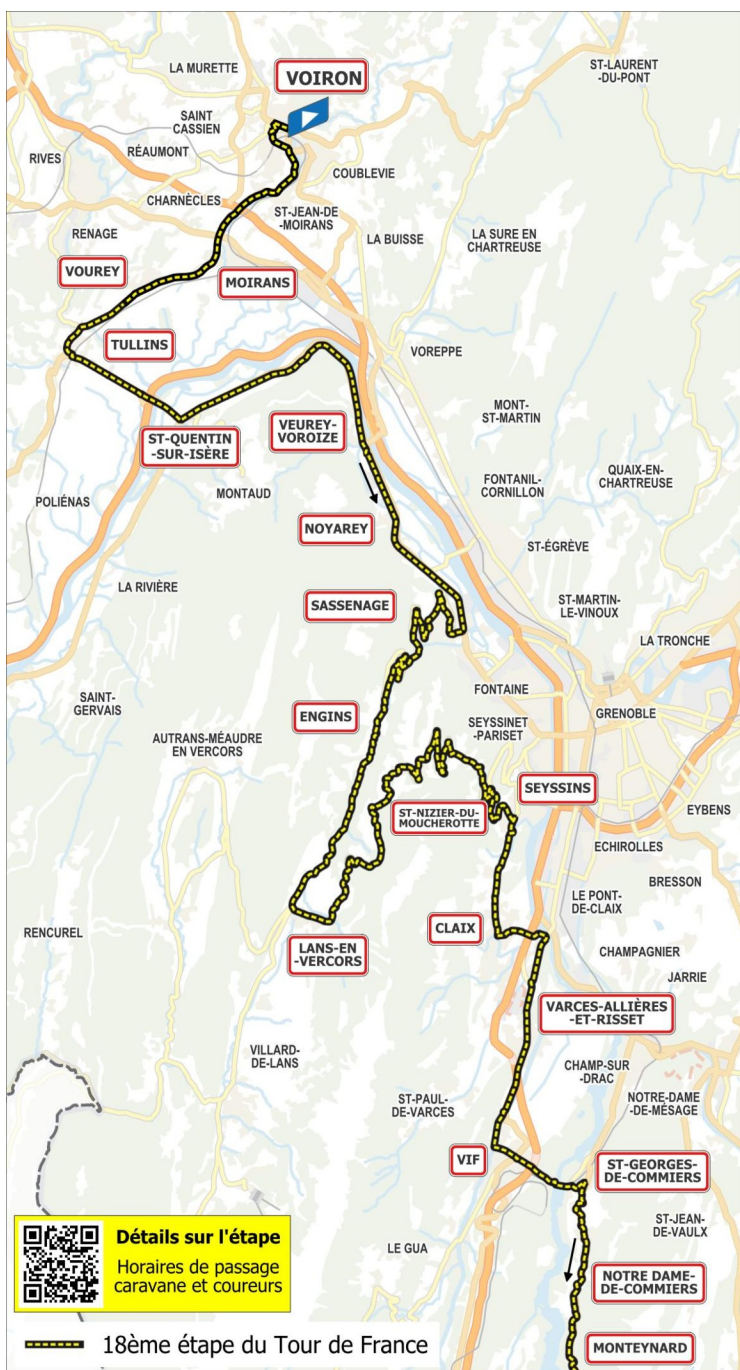 LA MURETTE
VOIRON
ST-LAURENT
-DU-PONT
SAINT
CASSIEN
RIVES
RÉAUMONT
COUBLEVIE
CHARNÈCLES
ST-JEAN-DE
-MOIRANS
RENAGE
LA BUISSE
LA SURE EN
CHARTREUSE
VOUREY
MOIRANS
TULLINS
VOREPPE
MONT-
ST-MARTIN
ST-QUENTIN
-SUR-ISÈRE
VEUREY-
VOROIZE
QUAIX-EN-
CHARTREUSE
FONTANIL-
CORNILLON
POLIÉNAS
MONTAUD
NOYAREY
ST-ÉGRÈVE
LA RIVIÈRE
SASSENAGE
ST-MARTIN-
LE-VINOUX
LA TRONCHE
SAINT-
GERVAIS
FONTAINE
ENGINS
GRENOBLE
SEYSSINET
-PARISET
AUTRANS-MÉAUDRE
EN VERCORS
SEYSSINS
ST-NIZIER-DU-
MOUCHEROTTE
EYBENS
ECHIROLLES
BRESSON
LE PONT-
DE-CLAIX
RENCUREL
LANS-EN
-VERCORS
CLAIX
CHAMPAGNIER
JARRIE
VARCES-ALLIÈRES
-ET-RISSET
VILLARD-
DE-LANS
CHAMP-SUR
-DRAC
ST-PAUL-
DE-VARCES
NOTRE-DAME
-DE-MÉSAGE
VIF
ST-GEORGES-
DE-COMMIERS
ST-JEAN-
DE-VAULX
LE GUA
NOTRE DAME-
DE-COMMIERS
MONTEYNARD
Détails sur l'étape
Horaires de passage
caravane et coureurs
18ème étape du Tour de France